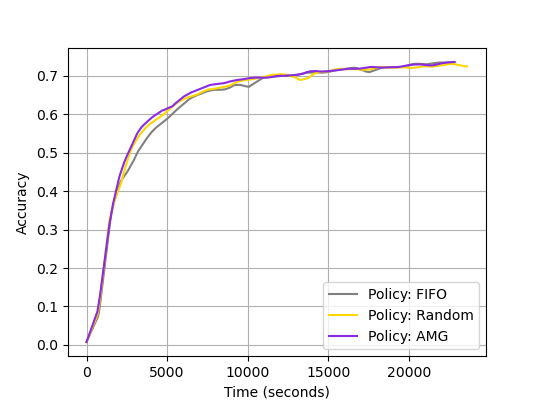 0.7
0.6
0.5
0.4
0.3
0.2
0.1
0.0
Accuracy
Policy: FIFO
Policy: Random
Policy: AMG
0 5000 10000 15000 20000
Time (seconds)